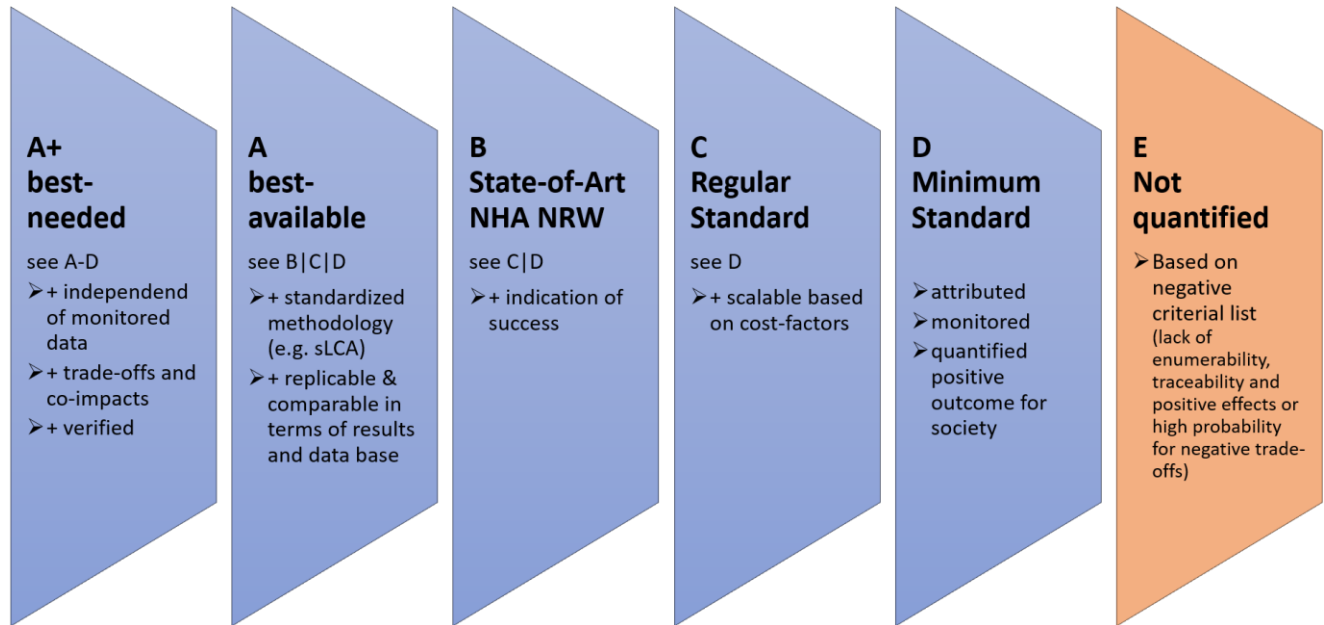 A+
best-
needed
see A-D
➢ + independend
of monitored
data
➢ + trade-offs and
co-impacts
➢ + verified
A
best-
available
see B|C|D
➢ + standardized
methodology
(e.g. sLCA)
➢ + replicable &
comparable in
terms of results
and data base
B
State-of-Art
NHA NRW
see C|D
➢ + indication of
success
C
Regular
Standard
see D
➢ + scalable based
on cost-factors
D
Minimum
Standard
➢ attributed
➢ monitored
➢ quantified
positive
outcome for
society
E
Not
quantified
➢ Based on
negative
criterial list
(lack of
enumerability,
traceability and
positive effects or
high probability
for negative trade-
offs)